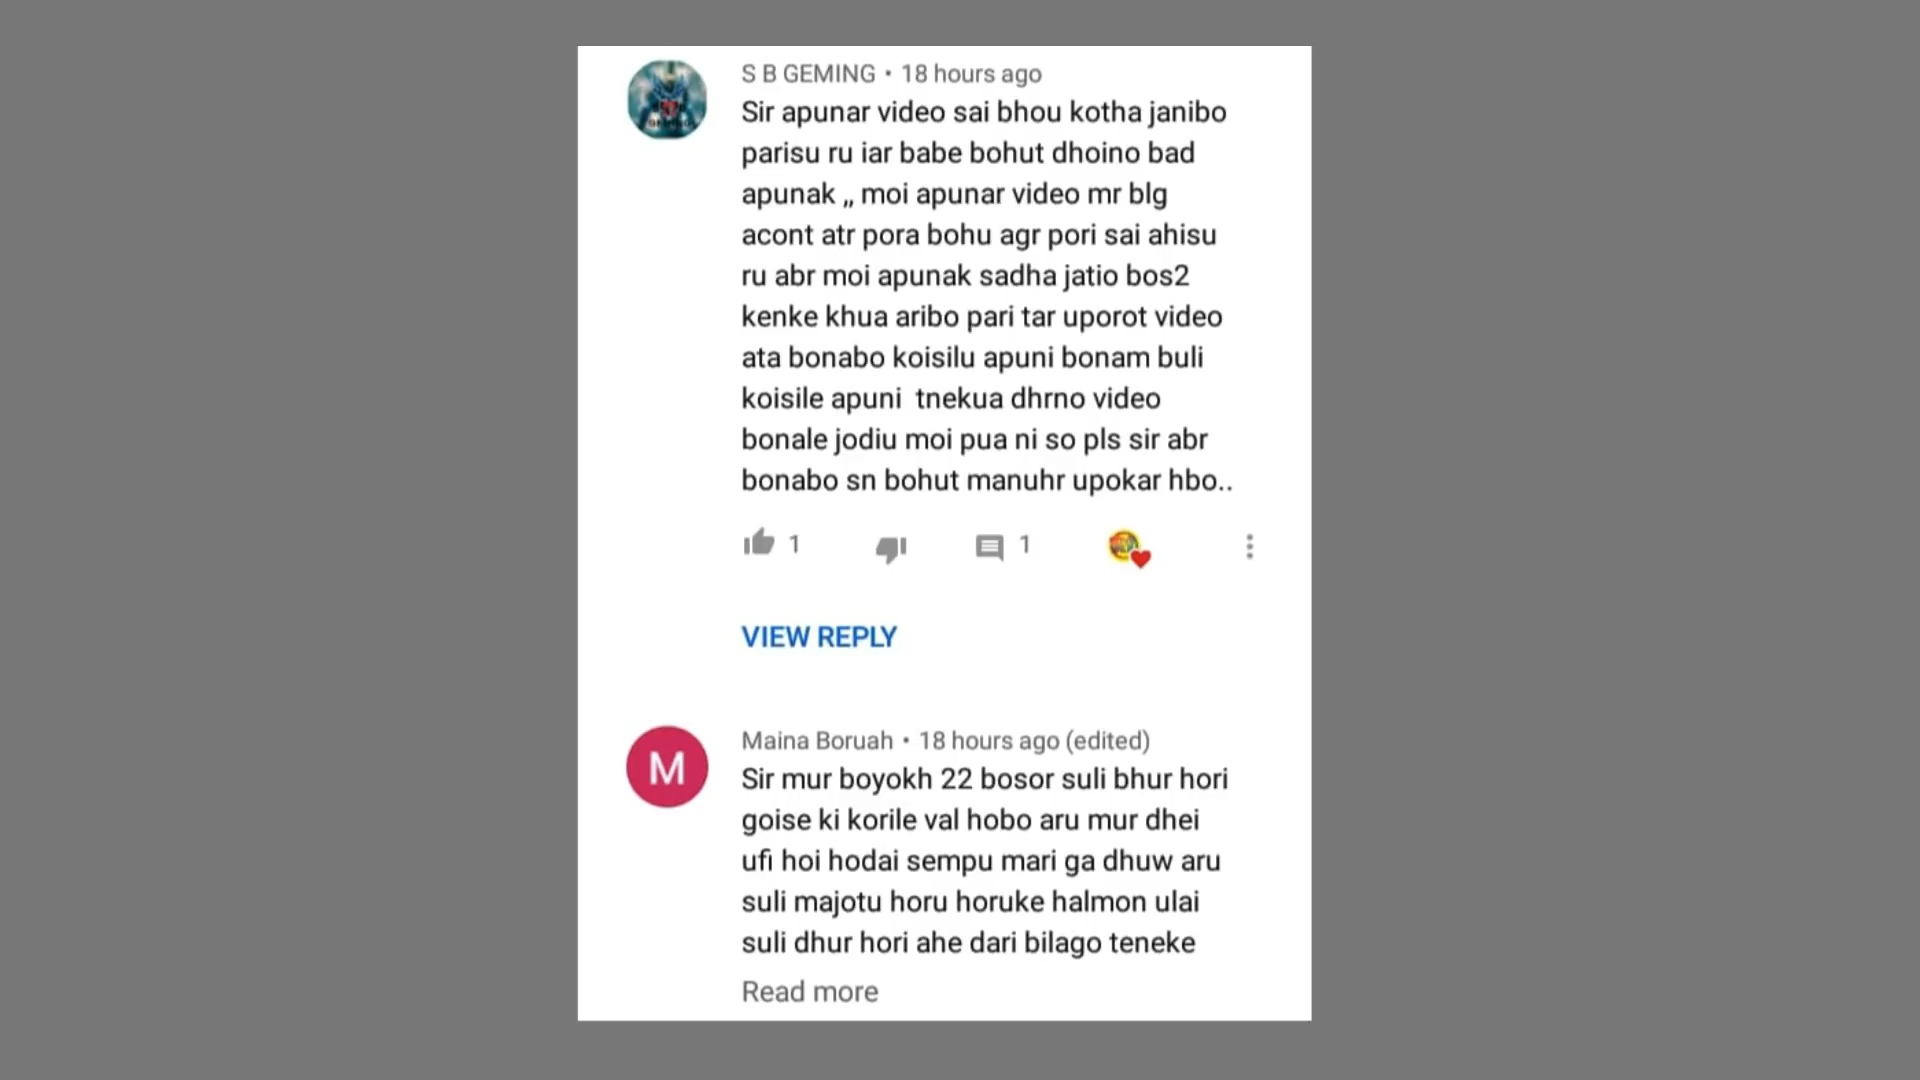 S B GEMING • 18 hours ago
Sir apunar video sai bhou kotha janibo
parisu ru iar babe bohut dhoino bad
apunak ,, moi apunar video mr blg
acont atr pora bohu agr pori sai ahisu
ru abr moi apunak sadha jatio bos2
kenke khua aribo pari tar uporot video
ata bonabo koisilu apuni bonam buli
koisile apuni  tnekua dhrno video
bonale jodiu moi pua ni so pls sir abr
bonabo sn bohut manuhr upokar hbo..
1 1
VIEW REPLY
M
Maina Boruah • 18 hours ago (edited)
Sir mur boyokh 22 bosor suli bhur hori
goise ki korile val hobo aru mur dhei
ufi hoi hodai sempu mari ga dhuw aru
suli majotu horu horuke halmon ulai
suli dhur hori ahe dari bilago teneke
Read more